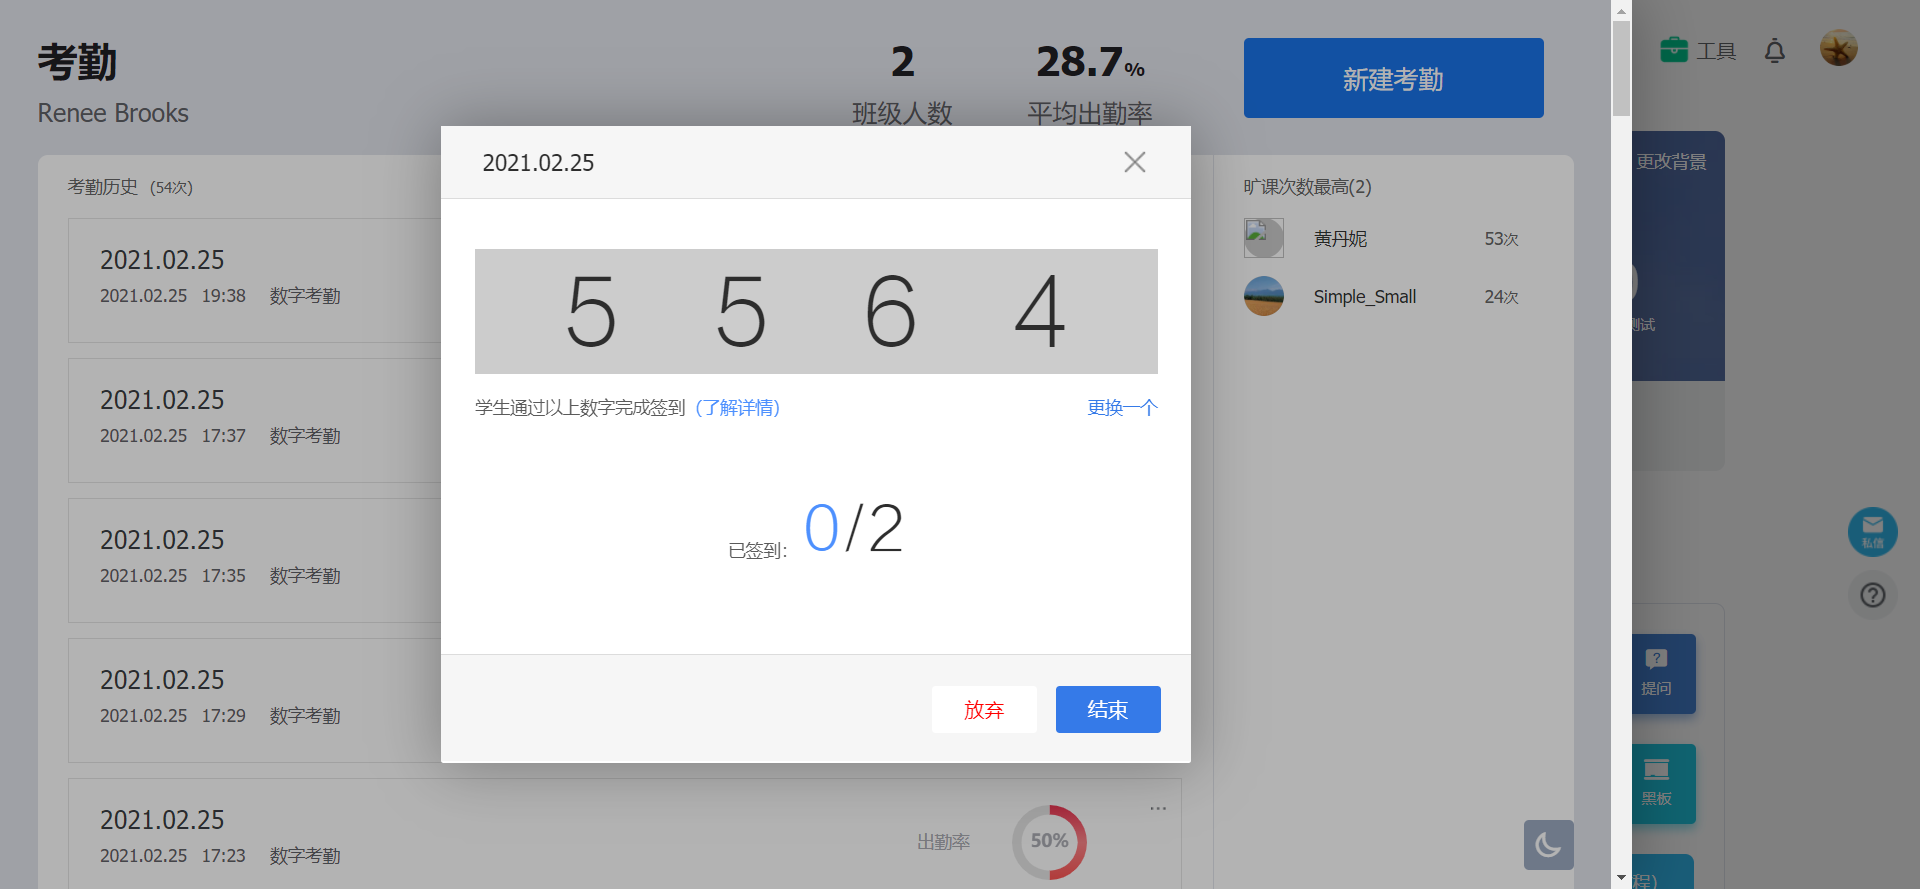 考勤
Renee Brooks
2
班级人数
28.7%
平均出勤率
新建考勤
工具
更改背景
考勤历史 (54次)
2021.02.25
2021.02.25 19:38 数字考勤
2021.02.25
2021.02.25 17:37 数字考勤
2021.02.25
2021.02.25 17:35 数字考勤
2021.02.25
2021.02.25 17:29 数字考勤
2021.02.25
2021.02.25 17:23 数字考勤
出勤率
50%
2021.02.25
5 5 6 4
学生通过以上数字完成签到 (了解详情)
更换一个
已签到: 0/2
放弃
结束
旷课次数最高(2)
黄丹妮 53次
Simple_Small 24次
测试
私信
提问
黑板
程)